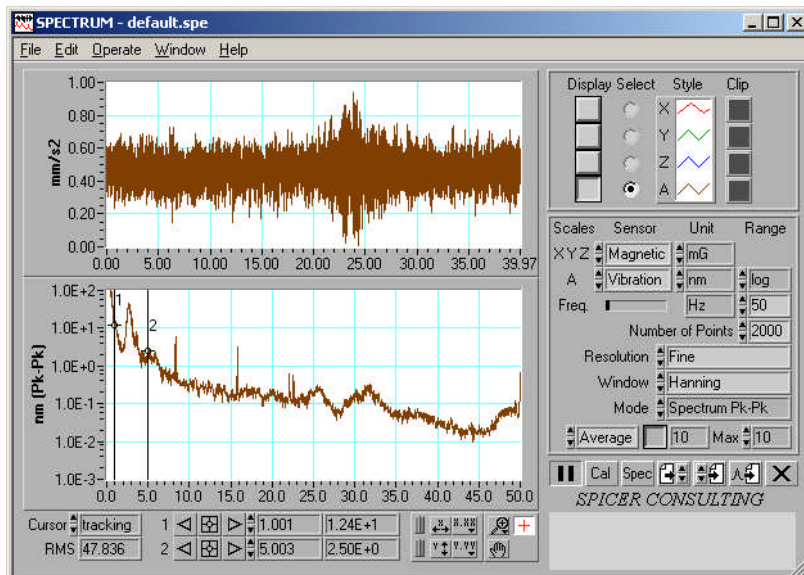 SPECTRUM - default.spe
File Edit Operate Window Help
1.00
0.80
0.60
0.40
0.20
0.00
mm/s2
0.00 5.00 10.00 15.00 20.00 25.00 30.00 35.00 39.97
1.0E+2
1.0E+1
1.0E+0
1.0E-1
1.0E-2
1.0E-3
nm (Pk-Pk)
1
2
0.0 5.0 10.0 15.0 20.0 25.0 30.0 35.0 40.0 45.0 50.0
Cursor tracking 1 1.001 1.24E+1
RMS 47.836 2 5.003 2.50E+0
X X.XX
Y Y.YY
Display Select Style Clip
X
Y
Z
A
Scales Sensor Unit Range
XYZ Magnetic mG
A Vibration nm log
Freq. Hz 50
Number of Points 2000
Resolution Fine
Window Hanning
Mode Spectrum Pk-Pk
Average 10 Max 10
Cal Spec
SPICER CONSULTING